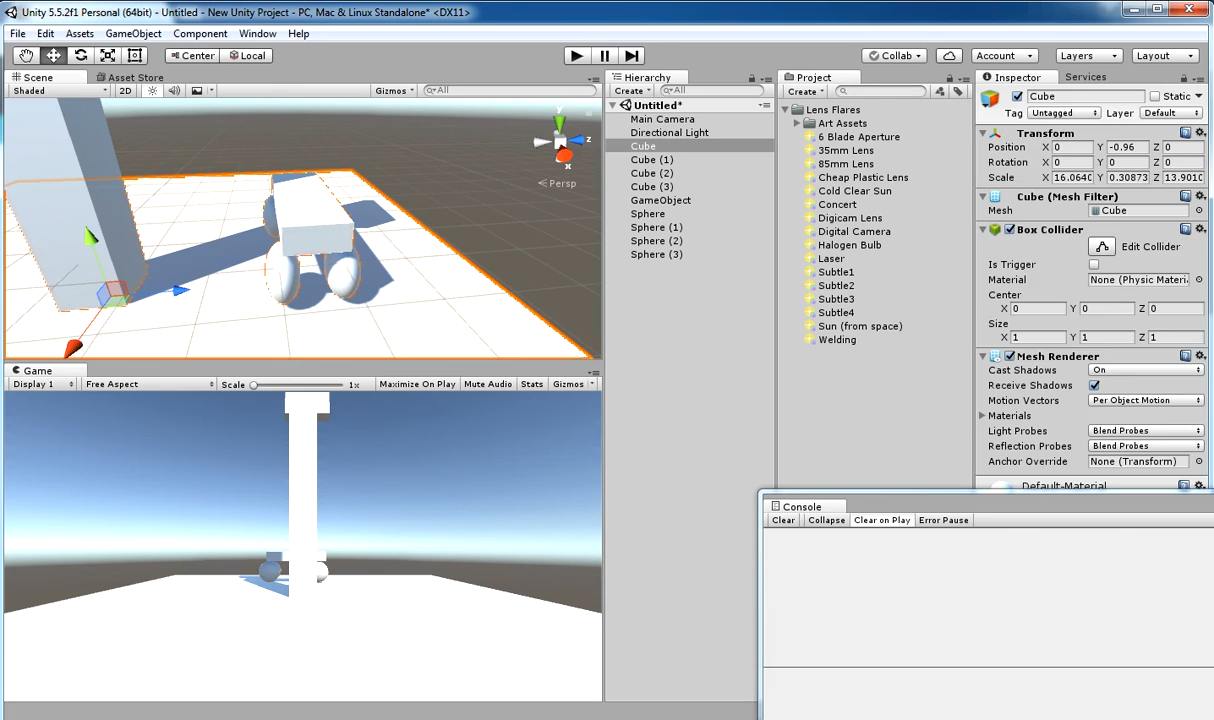 Unity 5.5.2f1 Personal (64bit) - Untitled - New Unity Project - PC, Mac & Linux Standalone* <DX11>
File Edit Assets GameObject Component Window Help
Center Local Collab Account Layers Layout
Scene Asset Store
Shaded 2D Gizmos All
y
z
x
Persp
Game
Display 1 Free Aspect Scale 1x Maximize On Play Mute Audio Stats Gizmos
Hierarchy
Create All
Untitled*
Main Camera
Directional Light
Cube
Cube (1)
Cube (2)
Cube (3)
GameObject
Sphere
Sphere (1)
Sphere (2)
Sphere (3)
Project
Create
Lens Flares
Art Assets
6 Blade Aperture
35mm Lens
85mm Lens
Cheap Plastic Lens
Cold Clear Sun
Concert
Digicam Lens
Digital Camera
Halogen Bulb
Laser
Subtle1
Subtle2
Subtle3
Subtle4
Sun (from space)
Welding
Inspector Services
Cube Static
Tag Untagged Layer Default
Transform
Position X 0 Y -0.96 Z 0
Rotation X 0 Y 0 Z 0
Scale X 16.0640 Y 0.30873 Z 13.9010
Cube (Mesh Filter)
Mesh Cube
Box Collider
Edit Collider
Is Trigger
Material None (Physic Materi
Center
X 0 Y 0 Z 0
Size
X 1 Y 1 Z 1
Mesh Renderer
Cast Shadows On
Receive Shadows
Motion Vectors Per Object Motion
Materials
Light Probes Blend Probes
Reflection Probes Blend Probes
Anchor Override None (Transform)
Default-Material
Console
Clear Collapse Clear on Play Error Pause